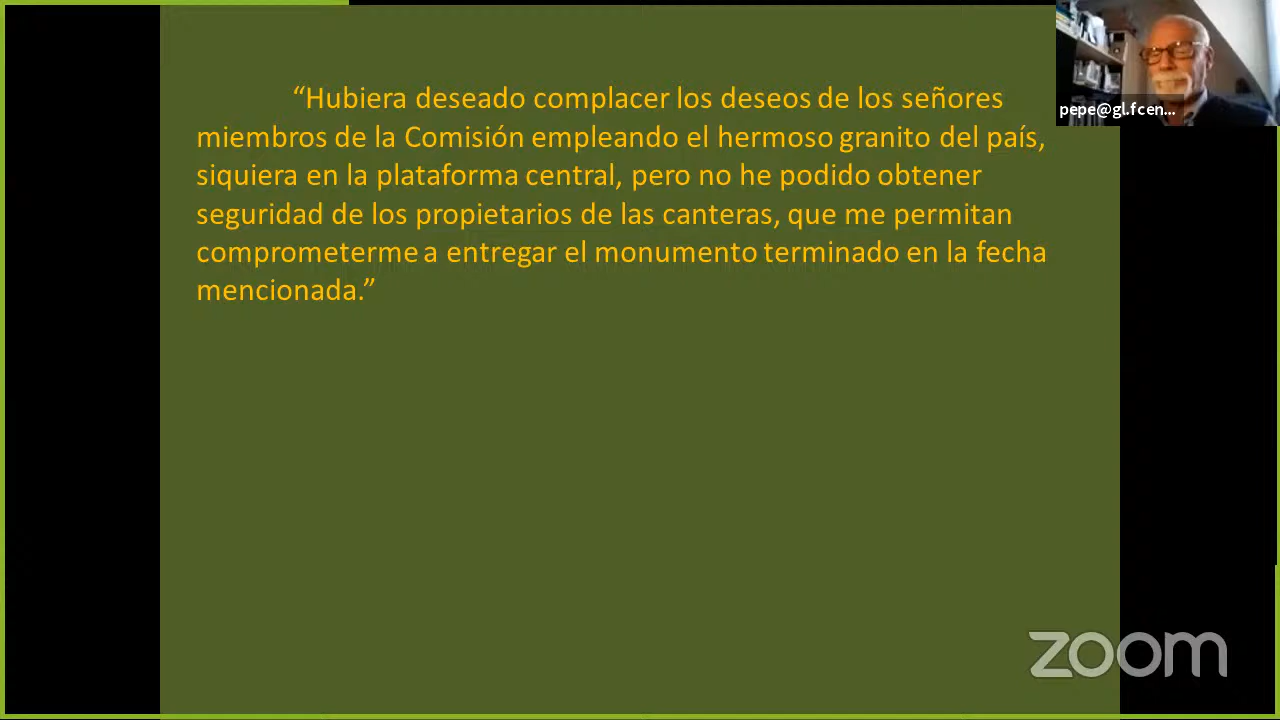 “Hubiera deseado complacer los deseos de los señores
miembros de la Comisión empleando el hermoso granito del país,
siquiera en la plataforma central, pero no he podido obtener
seguridad de los propietarios de las canteras, que me permitan
comprometerme a entregar el monumento terminado en la fecha
mencionada.”
pepe@gl.fcen...
zoom